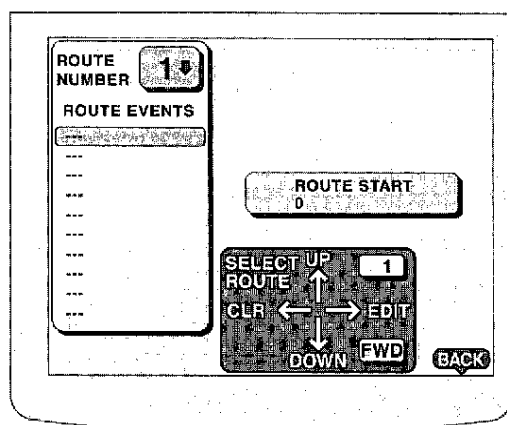 ROUTE
NUMBER
1
ROUTE EVENTS
---
---
---
---
---
---
---
---
---
---
ROUTE START
0
SELECT UP
ROUTE
1
CLR
EDIT
DOWN
FWD
BACK